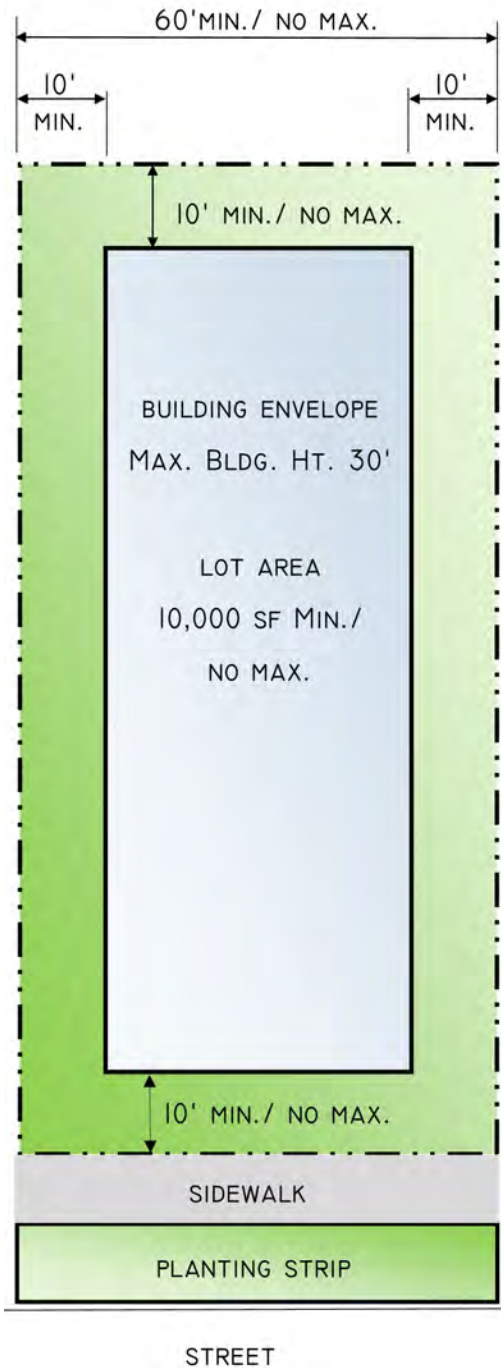 60'MIN./ NO MAX.
10' 10'
MIN. MIN.
10' MIN./ NO MAX.
BUILDING ENVELOPE
MAX. BLDG. HT. 30'
LOT AREA
10,000 SF MIN./
NO MAX.
10' MIN./ NO MAX.
SIDEWALK
PLANTING STRIP
STREET